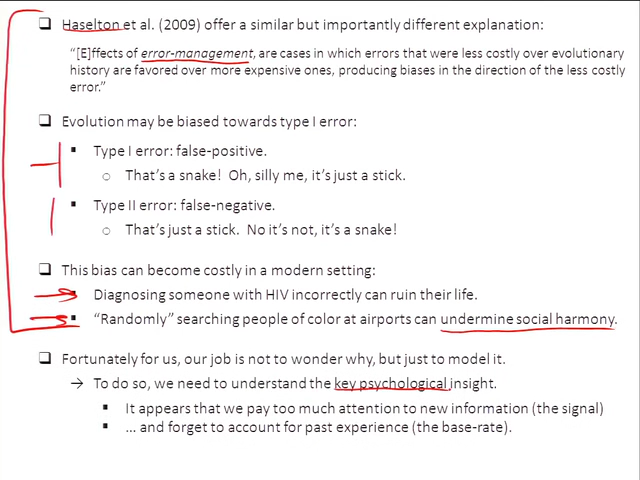 ❑ Haselton et al. (2009) offer a similar but importantly different explanation:
“[E]ffects of error-management, are cases in which errors that were less costly over evolutionary
history are favored over more expensive ones, producing biases in the direction of the less costly
error.”
❑ Evolution may be biased towards type I error:
▪ Type I error: false-positive.
○ That’s a snake! Oh, silly me, it’s just a stick.
▪ Type II error: false-negative.
○ That’s just a stick. No it’s not, it’s a snake!
❑ This bias can become costly in a modern setting:
▪ Diagnosing someone with HIV incorrectly can ruin their life.
▪ “Randomly” searching people of color at airports can undermine social harmony.
❑ Fortunately for us, our job is not to wonder why, but just to model it.
→ To do so, we need to understand the key psychological insight.
▪ It appears that we pay too much attention to new information (the signal)
▪ … and forget to account for past experience (the base-rate).